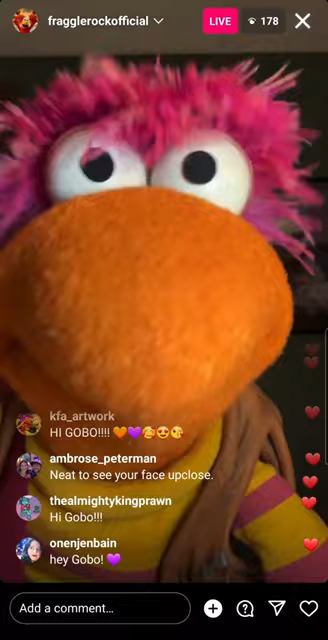 fragglerockofficial
LIVE
178
kfa_artwork
HI GOBO!!!! 🧡💜🥰😍😘
ambrose_peterman
Neat to see your face upclose.
thealmightykingprawn
Hi Gobo!!!
onenjenbain
hey Gobo! 💜
Add a comment...